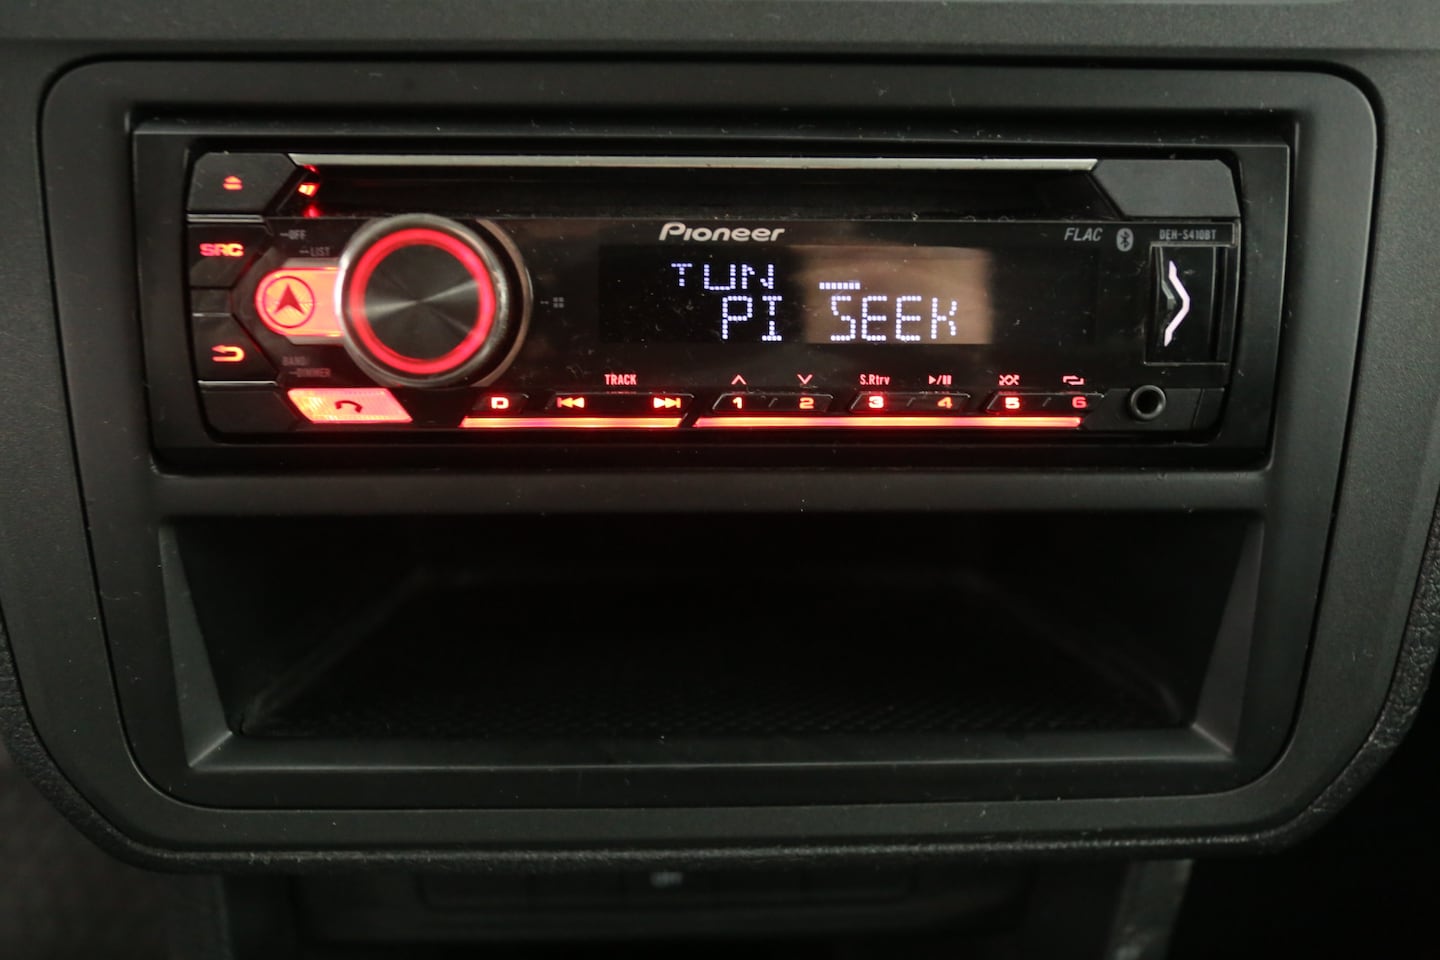 Pioneer
FLAC
DEH-S410BT
SRC
OFF
LIST
TUN
PI SEEK
BAND/
DIMMER
TRACK
S.Rtrv
D
1 / 2
3 / 4
5 / 6